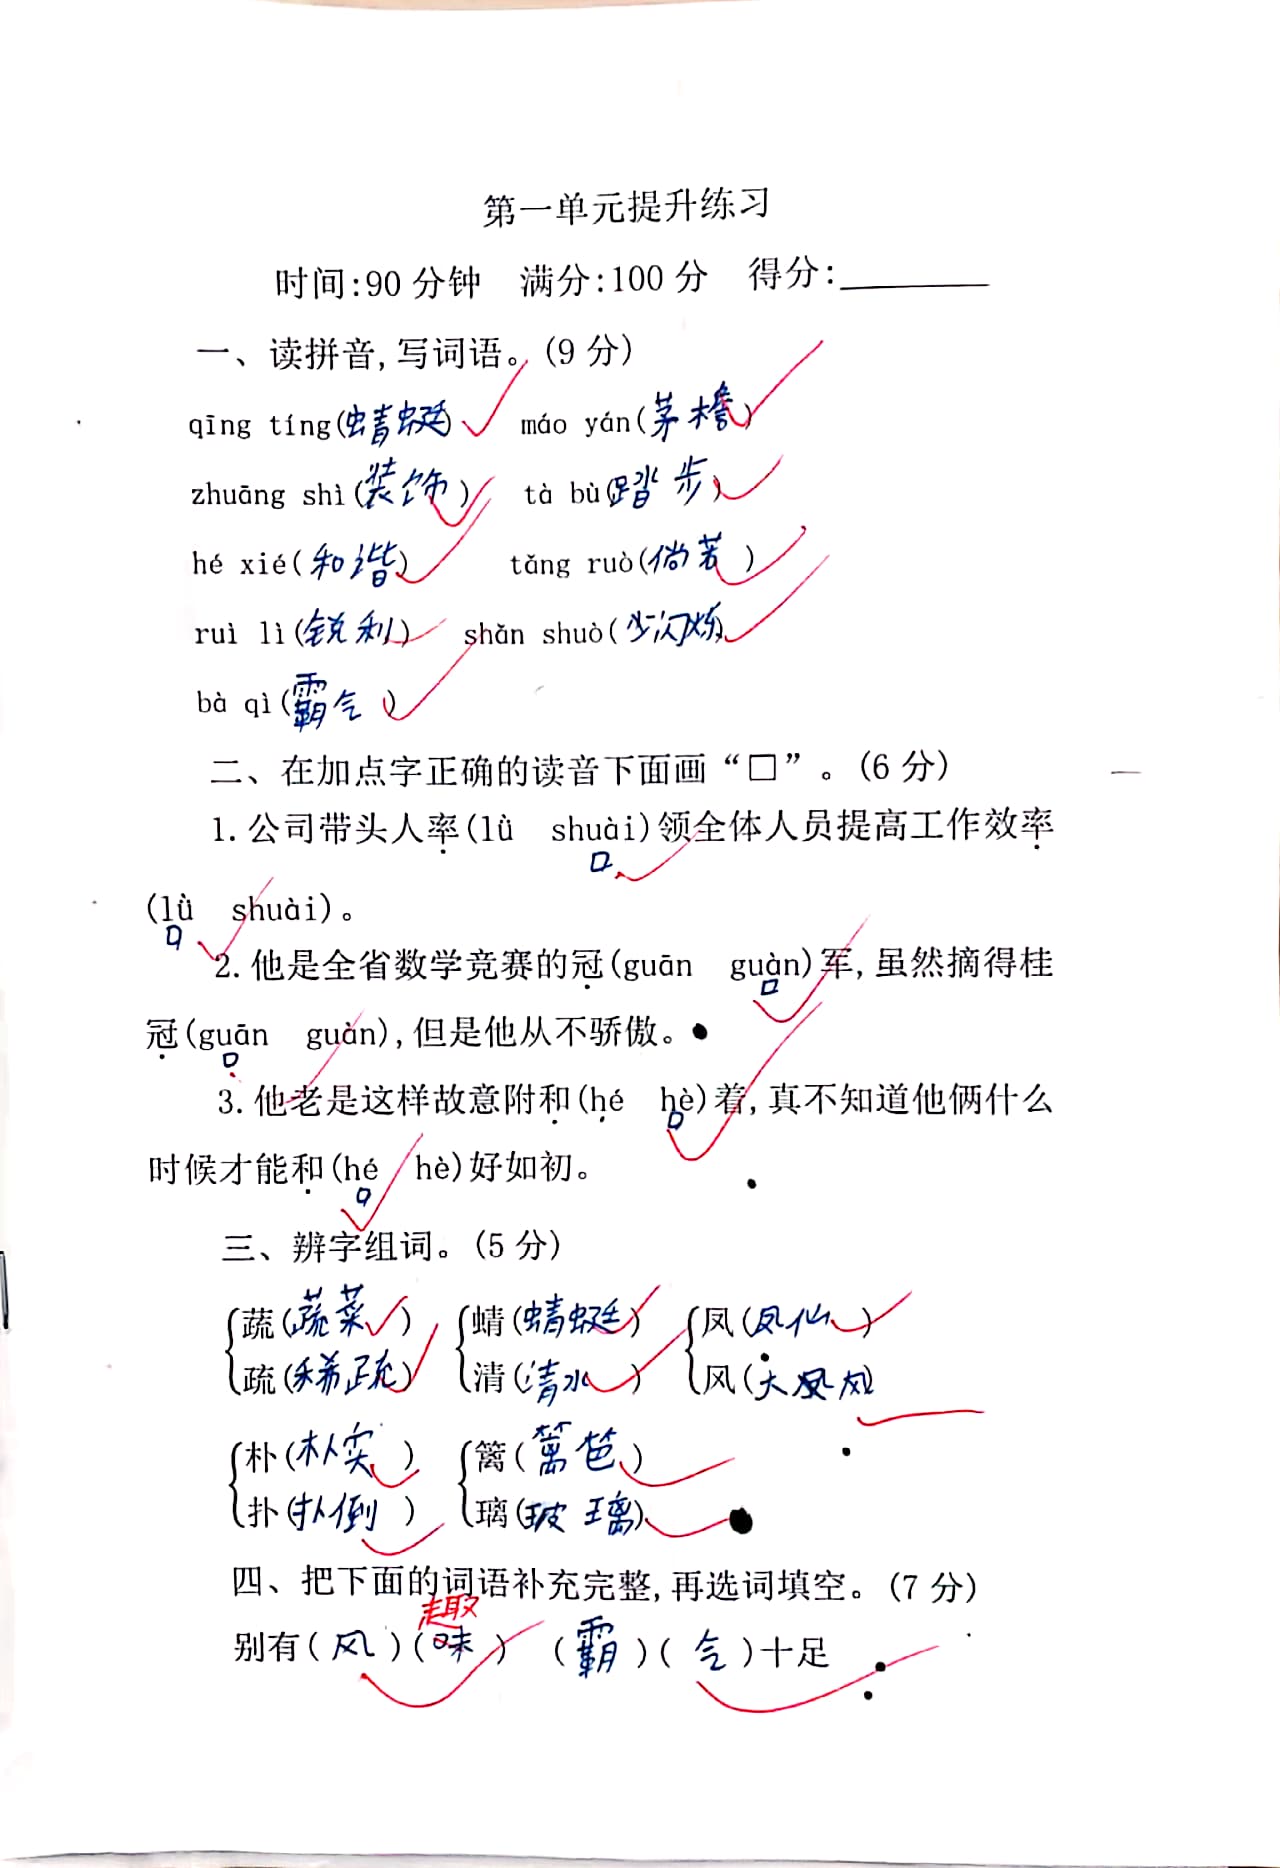 第一单元提升练习
时间:90分钟 满分:100分 得分:
一、读拼音,写词语。(9分)
qīng tíng(蜻蜓) máo yán(茅檐)
zhuāng shì(装饰) tà bù(踏步)
hé xié(和谐) tǎng ruò(倘若)
ruì lì(锐利) shǎn shuò(闪烁)
bà qì(霸气)
二、在加点字正确的读音下面画“□”。(6分)
1.公司带头人率(lǜ shuài)领全体人员提高工作效率
(lǜ shuài)。
2.他是全省数学竞赛的冠(guān guàn)军,虽然摘得桂
冠(guān guàn),但是他从不骄傲。
3.他老是这样故意附和(hé hè)着,真不知道他俩什么
时候才能和(hé hè)好如初。
三、辨字组词。(5分)
蔬(蔬菜) 蜻(蜻蜓) 凤(凤仙)
疏(稀疏) 清(清水) 风(大风)
朴(朴实) 篱(篱笆)
扑(扑倒) 璃(玻璃)
四、把下面的词语补充完整,再选词填空。(7分)
趣
别有(风)(味) (霸)(气)十足